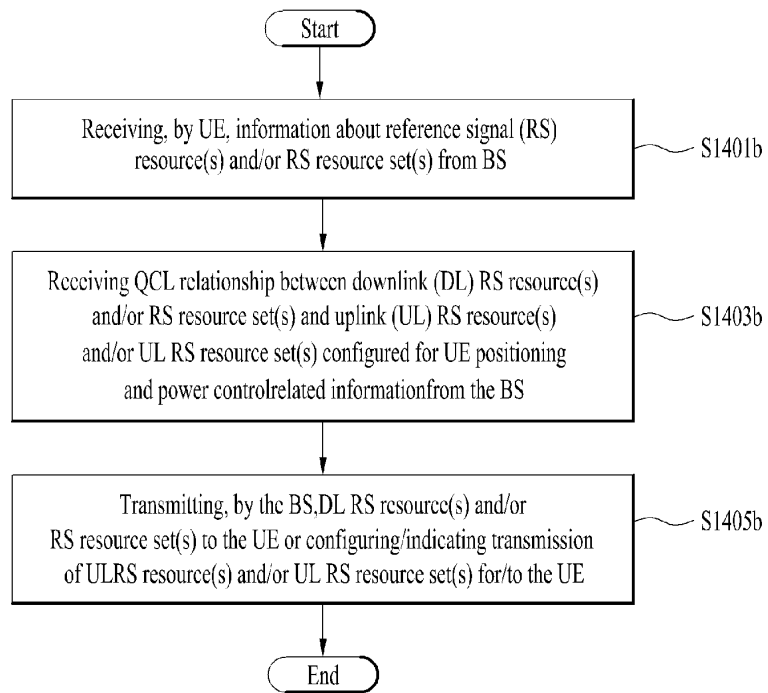 Start
Receiving, by UE, information about reference signal (RS)
resource(s) and/or RS resource set(s) from BS
S1401b
Receiving QCL relationship between downlink (DL) RS resource(s)
and/or RS resource set(s) and uplink (UL) RS resource(s)
and/or UL RS resource set(s) configured for UE positioning
and power controlrelated informationfrom the BS
S1403b
Transmitting, by the BS,DL RS resource(s) and/or
RS resource set(s) to the UE or configuring/indicating transmission
of ULRS resource(s) and/or UL RS resource set(s) for/to the UE
S1405b
End